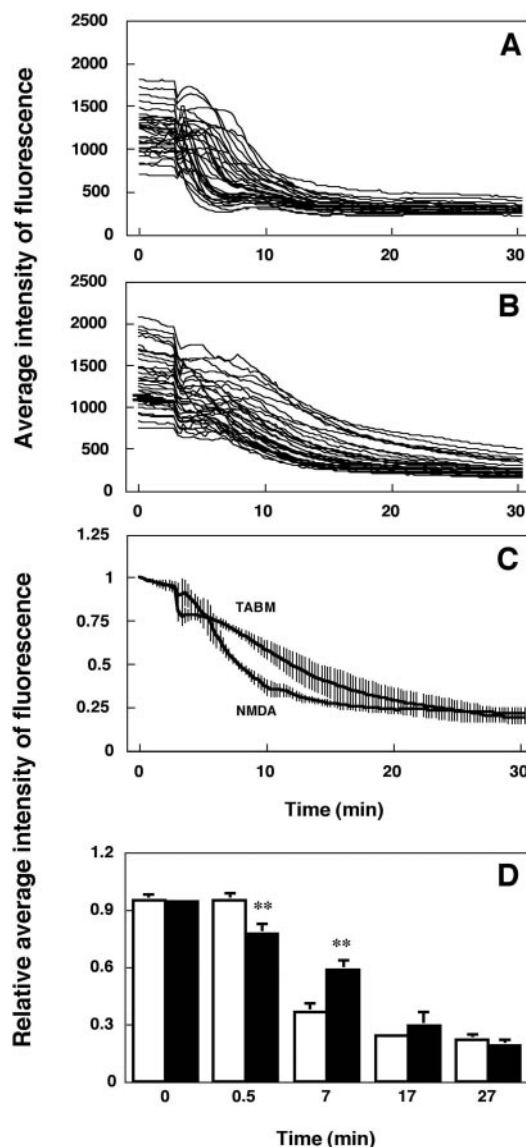 A
2500
2000
1500
1000
500
0
0 10 20 30
B
2500
2000
1500
1000
500
0
0 10 20 30
Average intensity of fluorescence
C
1.25
1
0.75
0.5
0.25
0
TABM
NMDA
0 10 20 30
Time (min)
D
1.2
0.9
0.6
0.3
0
** **
0 0.5 7 17 27
Time (min)
Relative average intensity of fluorescence